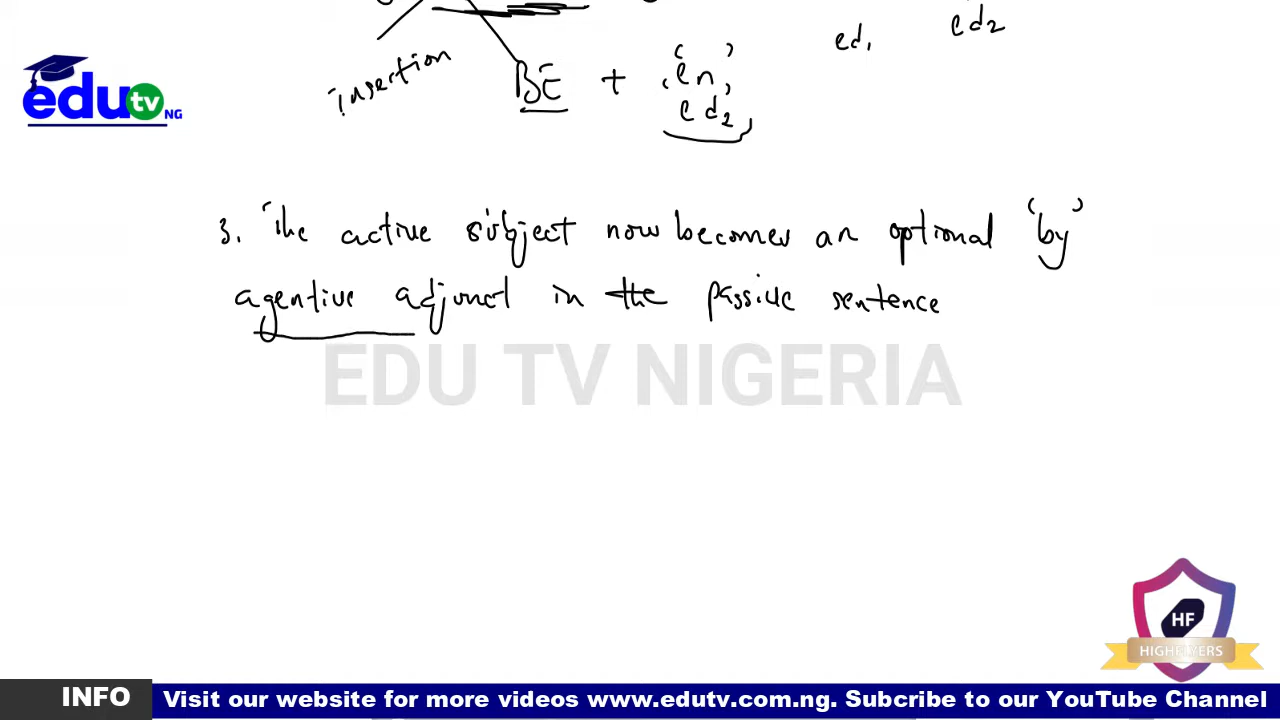 ed₂
ed₁
insertion
BE + 'en'
ed₂
edu tv NG
3. The active subject now becomes an optional 'by'
agentive adjunct in the passive sentence
EDU TV NIGERIA
HF
HIGHFLYERS
INFO Visit our website for more videos www.edutv.com.ng. Subcribe to our YouTube Channel